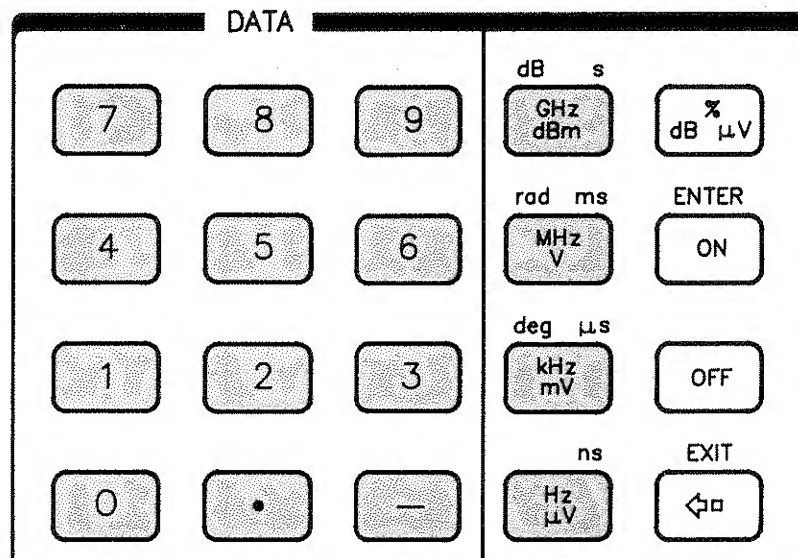 DATA
dB s
7 8 9 GHz dBm % dB μV
rad ms ENTER
4 5 6 MHz V ON
deg μs
1 2 3 kHz mV OFF
ns EXIT
0 • — Hz μV